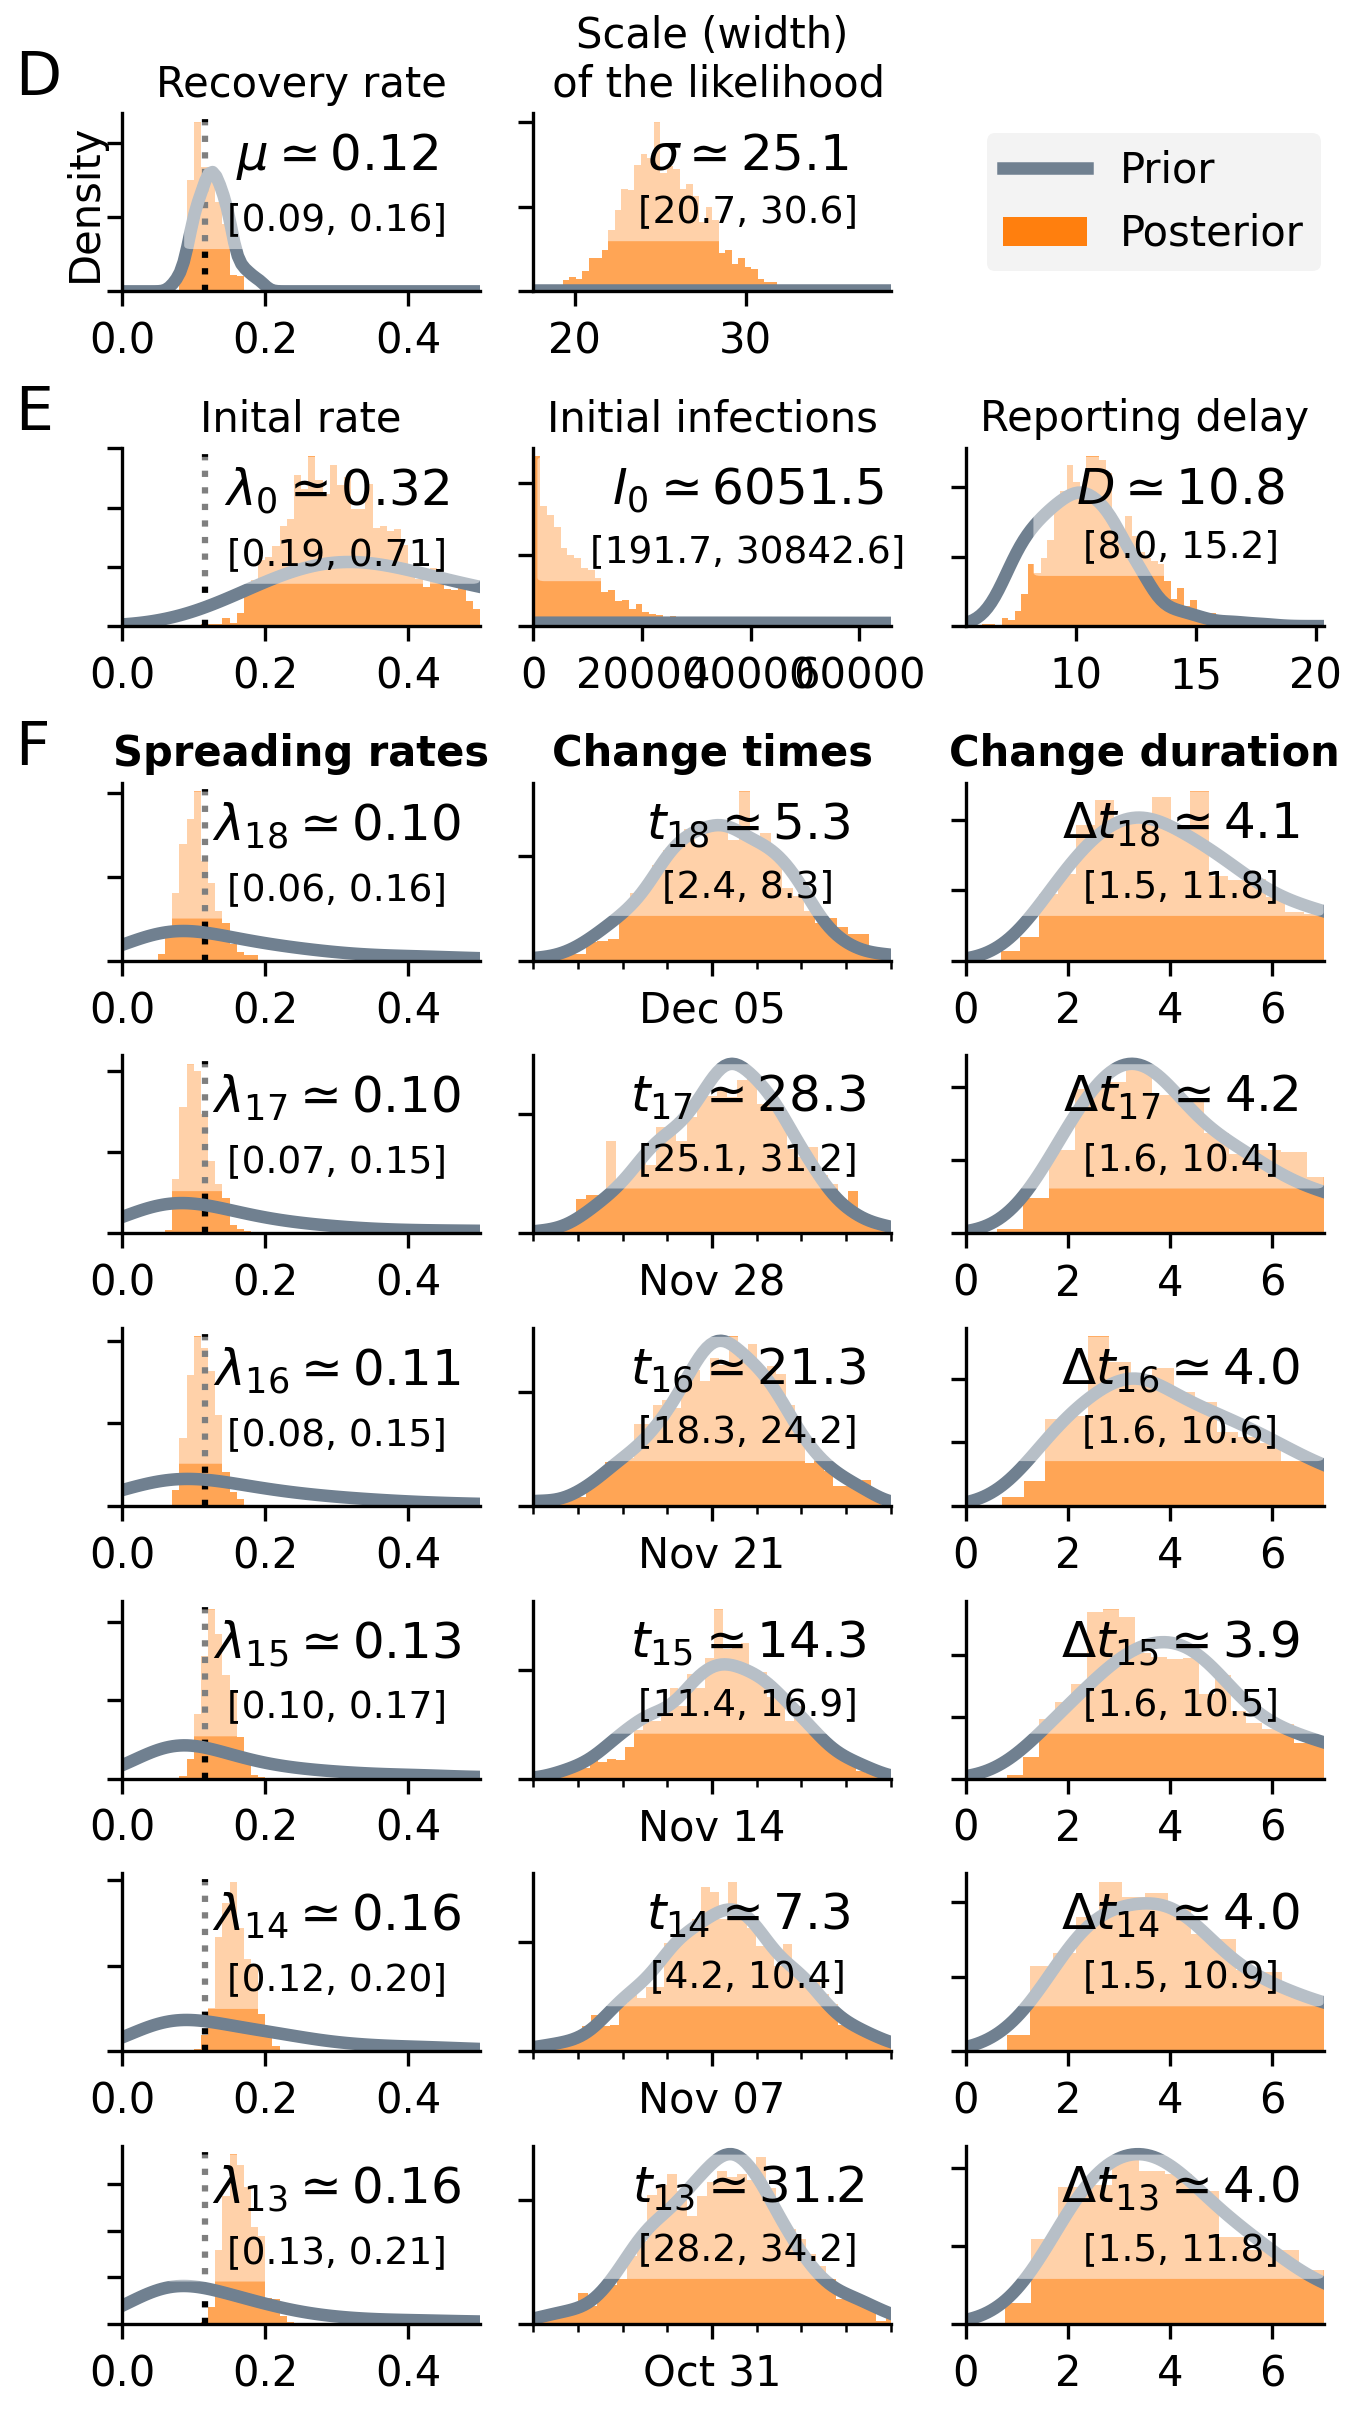 D
Recovery rate
Scale (width)
of the likelihood
Density
μ ≃ 0.12
[0.09, 0.16]
0.0 0.2 0.4
σ ≃ 25.1
[20.7, 30.6]
20 30
Prior
Posterior
E
Inital rate
λ0 ≃ 0.32
[0.19, 0.71]
0.0 0.2 0.4
Initial infections
I0 ≃ 6051.5
[191.7, 30842.6]
0 20000 40000 60000
Reporting delay
D ≃ 10.8
[8.0, 15.2]
10 15 20
F
Spreading rates
Change times
Change duration
λ18 ≃ 0.10
[0.06, 0.16]
0.0 0.2 0.4
t18 ≃ 5.3
[2.4, 8.3]
Dec 05
Δt18 ≃ 4.1
[1.5, 11.8]
0 2 4 6
λ17 ≃ 0.10
[0.07, 0.15]
0.0 0.2 0.4
t17 ≃ 28.3
[25.1, 31.2]
Nov 28
Δt17 ≃ 4.2
[1.6, 10.4]
0 2 4 6
λ16 ≃ 0.11
[0.08, 0.15]
0.0 0.2 0.4
t16 ≃ 21.3
[18.3, 24.2]
Nov 21
Δt16 ≃ 4.0
[1.6, 10.6]
0 2 4 6
λ15 ≃ 0.13
[0.10, 0.17]
0.0 0.2 0.4
t15 ≃ 14.3
[11.4, 16.9]
Nov 14
Δt15 ≃ 3.9
[1.6, 10.5]
0 2 4 6
λ14 ≃ 0.16
[0.12, 0.20]
0.0 0.2 0.4
t14 ≃ 7.3
[4.2, 10.4]
Nov 07
Δt14 ≃ 4.0
[1.5, 10.9]
0 2 4 6
λ13 ≃ 0.16
[0.13, 0.21]
0.0 0.2 0.4
t13 ≃ 31.2
[28.2, 34.2]
Oct 31
Δt13 ≃ 4.0
[1.5, 11.8]
0 2 4 6